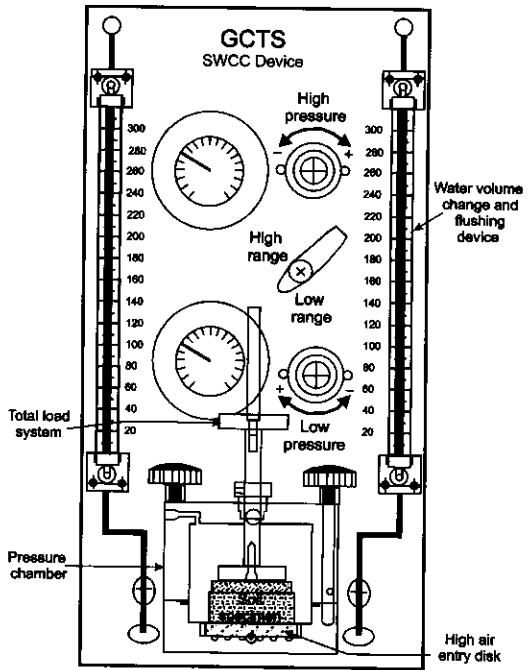 GCTS
SWCC Device
High
pressure
− +
300
280
260
240
220
200
180
160
140
120
100
80
60
40
20
300
280
260
240
220
200
180
160
140
120
100
80
60
40
20
Water volume
change and
flushing
device
High
range
Low
range
+ −
Low
pressure
Total load
system
Pressure
chamber
High air
entry disk